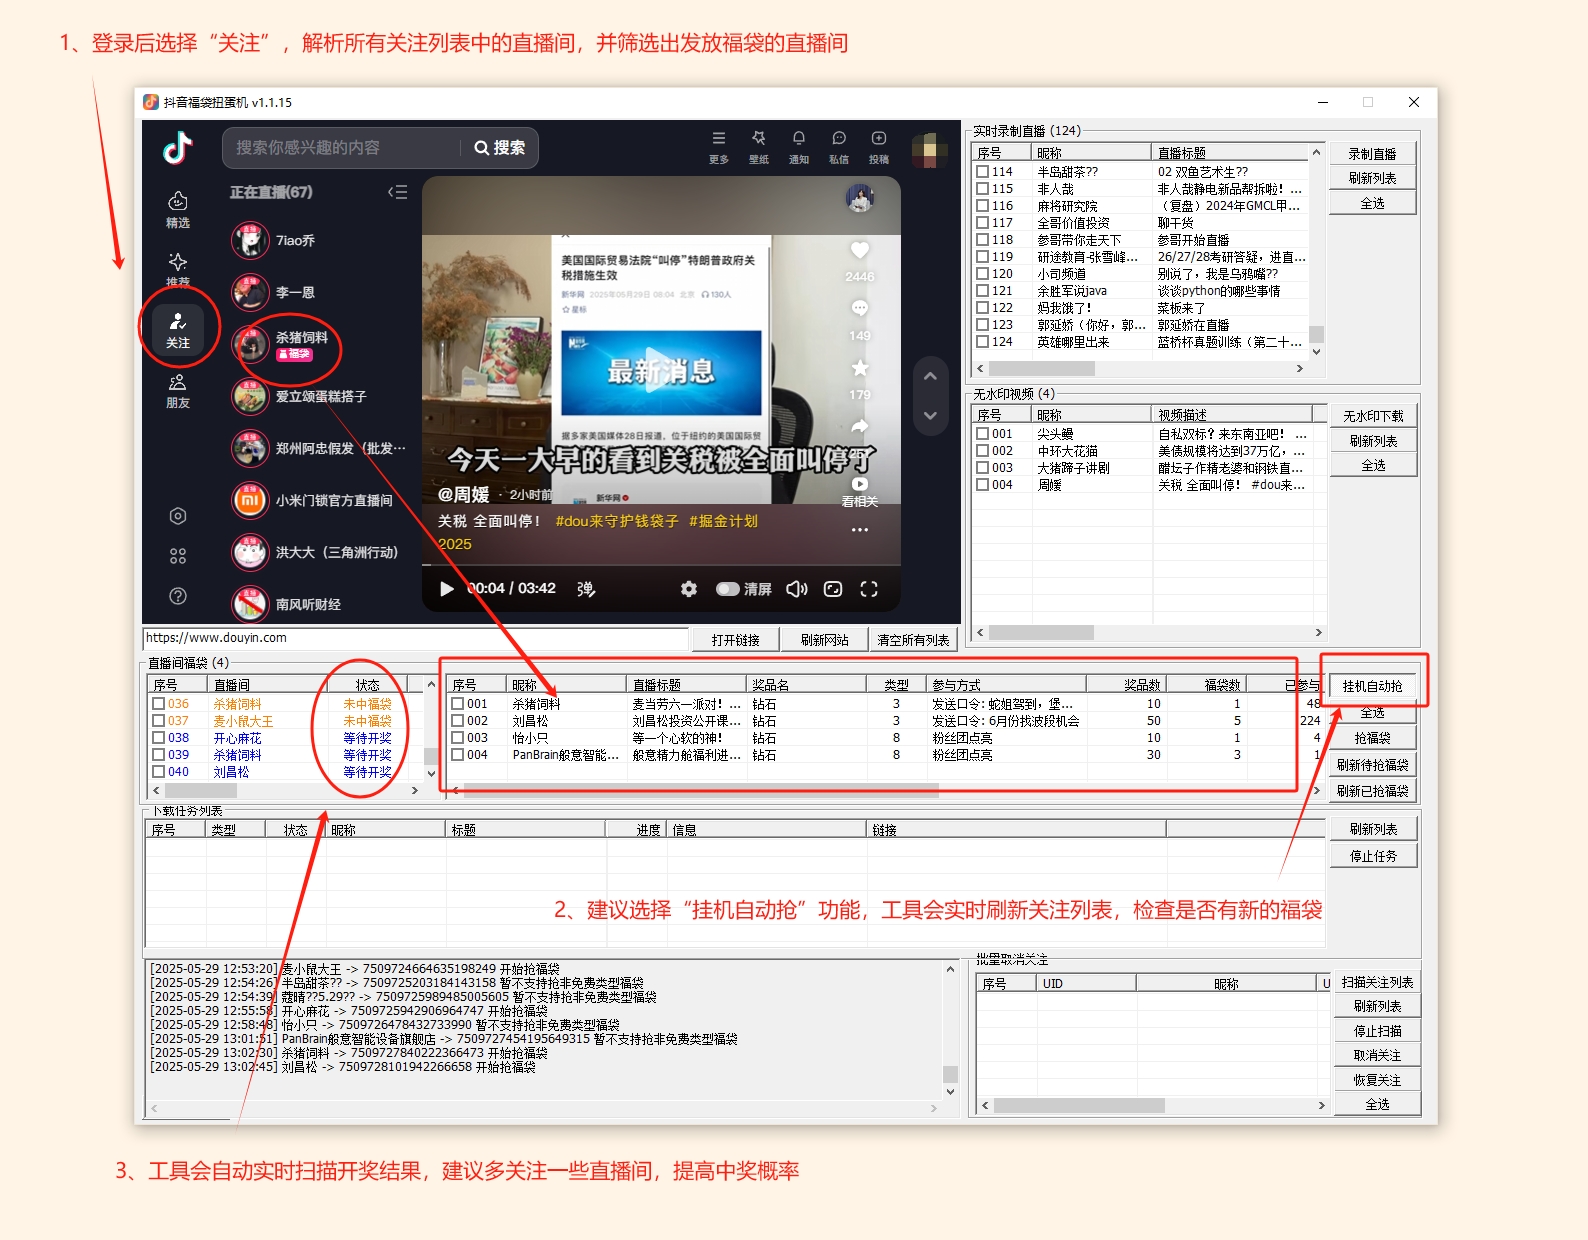 1、登录后选择“关注”，解析所有关注列表中的直播间，并筛选出发放福袋的直播间
抖音福袋扭蛋机 v1.1.15
搜索你感兴趣的内容
搜索
更多
壁纸
通知
私信
投稿
精选
推荐
关注
朋友
正在直播(67)
7iao乔
李一恩
杀猪饲料
福袋
爱立颂蛋糕搭子
郑州阿忠假发（批发…
小米门锁官方直播间
洪大大（三角洲行动）
南风听财经
美国国际贸易法院“叫停”特朗普政府关
税措施生效
新华网 2025年05月29日 08:04 北京 130人
星标
最新消息
据多家美国媒体28日报道，位于纽约的美国国际贸
今天一大早的看到关税被全面叫停了
新华网
2446
149
179
看相关
@周媛 · 2小时前
关税 全面叫停！ #dou来守护钱袋子 #掘金计划
2025
00:04 / 03:42
弹
清屏
https://www.douyin.com
打开链接
刷新网站
清空所有列表
实时录制直播 (124)
序号 昵称 直播标题
114 半岛甜茶?? 02 双鱼艺术生??
115 非人哉 非人哉静电新品帮拆啦！...
116 麻将研究院 （复盘）2024年GMCL甲...
117 全哥价值投资 聊干货
118 参哥带你走天下 参哥开始直播
119 研途教育-张雪峰... 26/27/28考研答疑，进直...
120 小司频道 别说了，我是乌鸦嘴??
121 余胜军说java 谈谈python的哪些事情
122 妈我饿了！ 菜板来了
123 郭延娇（你好，郭... 郭延娇在直播
124 英雄哪里出来 蓝桥杯真题训练（第二十...
录制直播
刷新列表
全选
无水印视频 (4)
序号 昵称 视频描述
001 尖头鳗 自私双标？来东南亚吧！ ...
002 中环大花猫 美债规模将达到37万亿，...
003 大猪蹄子讲剧 醋坛子作精老婆和钢铁直...
004 周媛 关税 全面叫停！ #dou来...
无水印下载
刷新列表
全选
直播间福袋 (4)
序号 直播间 状态
036 杀猪饲料 未中福袋
037 麦小鼠大王 未中福袋
038 开心麻花 等待开奖
039 杀猪饲料 等待开奖
040 刘昌松 等待开奖
序号 昵称 直播标题 奖品名 类型 参与方式 奖品数 福袋数 已参与
001 杀猪饲料 麦当劳六一派对！... 钻石 3 发送口令: 蛇姐驾到，堡... 10 1 48
002 刘昌松 刘昌松投资公开课... 钻石 3 发送口令: 6月份找波段机会 50 5 224
003 怡小只 等一个心软的神！ 钻石 8 粉丝团点亮 10 1 4
004 PanBrain般意智能... 般意精力舱福利进... 钻石 8 粉丝团点亮 30 3 1
挂机自动抢
全选
抢福袋
刷新待抢福袋
刷新已抢福袋
下载任务列表
序号 类型 状态 昵称 标题 进度 信息 链接
刷新列表
停止任务
2、建议选择“挂机自动抢”功能，工具会实时刷新关注列表，检查是否有新的福袋
[2025-05-29 12:53:20] 麦小鼠大王 -> 7509724664635198249 开始抢福袋
[2025-05-29 12:54:26] 半岛甜茶?? -> 7509725203184143158 暂不支持抢非免费类型福袋
[2025-05-29 12:54:39] 蔻晴??5.29?? -> 7509725989485005605 暂不支持抢非免费类型福袋
[2025-05-29 12:55:58] 开心麻花 -> 7509725942906964747 开始抢福袋
[2025-05-29 12:58:48] 怡小只 -> 7509726478432733990 暂不支持抢非免费类型福袋
[2025-05-29 13:01:51] PanBrain般意智能设备旗舰店 -> 7509727454195649315 暂不支持抢非免费类型福袋
[2025-05-29 13:02:30] 杀猪饲料 -> 7509727840222366473 开始抢福袋
[2025-05-29 13:02:45] 刘昌松 -> 7509728101942266658 开始抢福袋
批量取消关注
序号 UID 昵称 U
扫描关注列表
刷新列表
停止扫描
取消关注
恢复关注
全选
3、工具会自动实时扫描开奖结果，建议多关注一些直播间，提高中奖概率